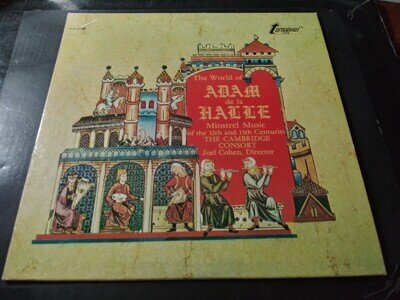 turnabout
The World of
ADAM
de la
HALLE
Minstrel Music
of the 12th and 13th Centuries
THE CAMBRIDGE
CONSORT
Joel Cohen, Director